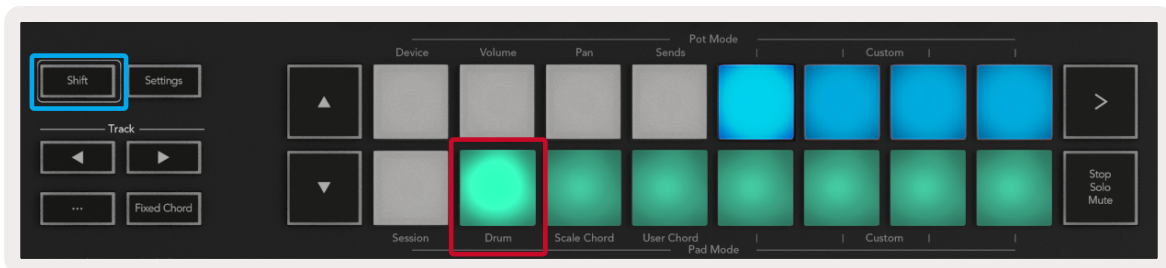 Pot Mode
Device Volume Pan Sends Custom
Shift Settings
Track
... Fixed Chord
Stop
Solo
Mute
Session Drum Scale Chord User Chord Custom
Pad Mode